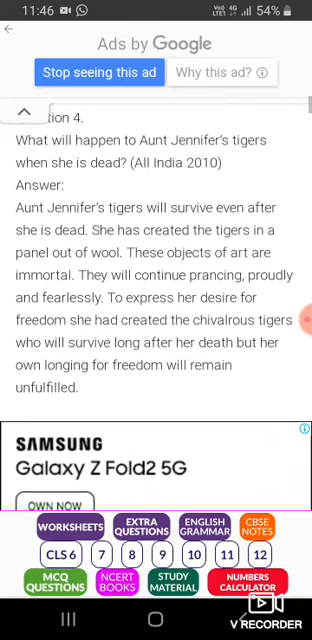 11:46 54%
Ads by Google
Stop seeing this ad Why this ad?
tion 4.
What will happen to Aunt Jennifer's tigers
when she is dead? (All India 2010)
Answer:
Aunt Jennifer's tigers will survive even after
she is dead. She has created the tigers in a
panel out of wool. These objects of art are
immortal. They will continue prancing, proudly
and fearlessly. To express her desire for
freedom she had created the chivalrous tigers
who will survive long after her death but her
own longing for freedom will remain
unfulfilled.
SAMSUNG
Galaxy Z Fold2 5G
OWN NOW
WORKSHEETS EXTRA QUESTIONS ENGLISH GRAMMAR CBSE NOTES
CLS 6 7 8 9 10 11 12
MCQ QUESTIONS NCERT BOOKS STUDY MATERIAL NUMBERS CALCULATOR
V RECORDER